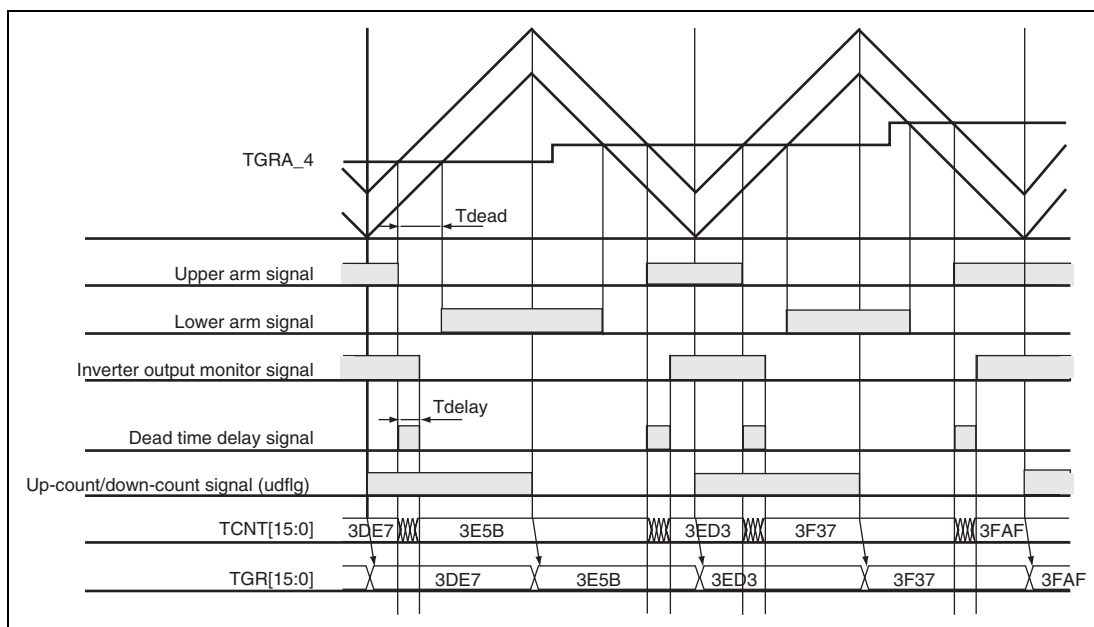 TGRA_4
Tdead
Upper arm signal
Lower arm signal
Inverter output monitor signal
Tdelay
Dead time delay signal
Up-count/down-count signal (udflg)
TCNT[15:0] 3DE7 3E5B 3ED3 3F37 3FAF
TGR[15:0] 3DE7 3E5B 3ED3 3F37 3FAF